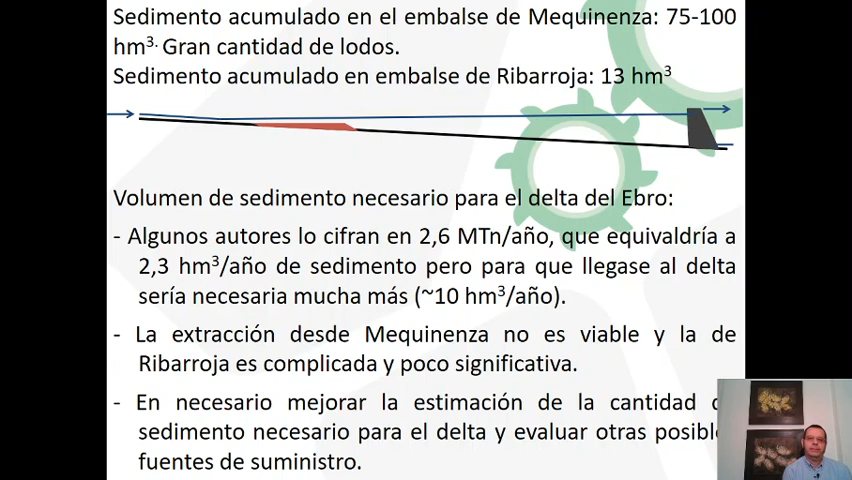 Sedimento acumulado en el embalse de Mequinenza: 75-100
hm³. Gran cantidad de lodos.
Sedimento acumulado en embalse de Ribarroja: 13 hm³
Volumen de sedimento necesario para el delta del Ebro:
- Algunos autores lo cifran en 2,6 MTn/año, que equivaldría a
2,3 hm³/año de sedimento pero para que llegase al delta
sería necesaria mucha más (~10 hm³/año).
- La extracción desde Mequinenza no es viable y la de
Ribarroja es complicada y poco significativa.
- En necesario mejorar la estimación de la cantidad
sedimento necesario para el delta y evaluar otras
fuentes de suministro.